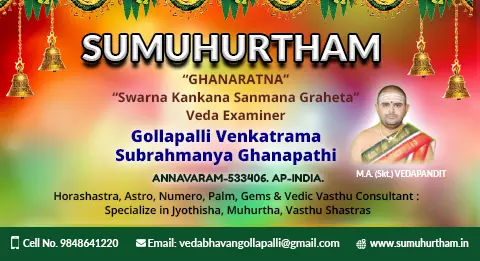 SUMUHURTHAM
“GHANARATNA”
“Swarna Kankana Sanmana Graheta”
Veda Examiner
Gollapalli Venkatrama
Subrahmanya Ghanapathi
M.A. (Skt.) VEDAPANDIT
ANNAVARAM-533406. AP-INDIA.
Horashastra, Astro, Numero, Palm, Gems & Vedic Vasthu Consultant :
Specialize in Jyothisha, Muhurtha, Vasthu Shastras
Cell No. 9848641220 Email: vedabhavangollapalli@gmail.com www.sumuhurtham.in